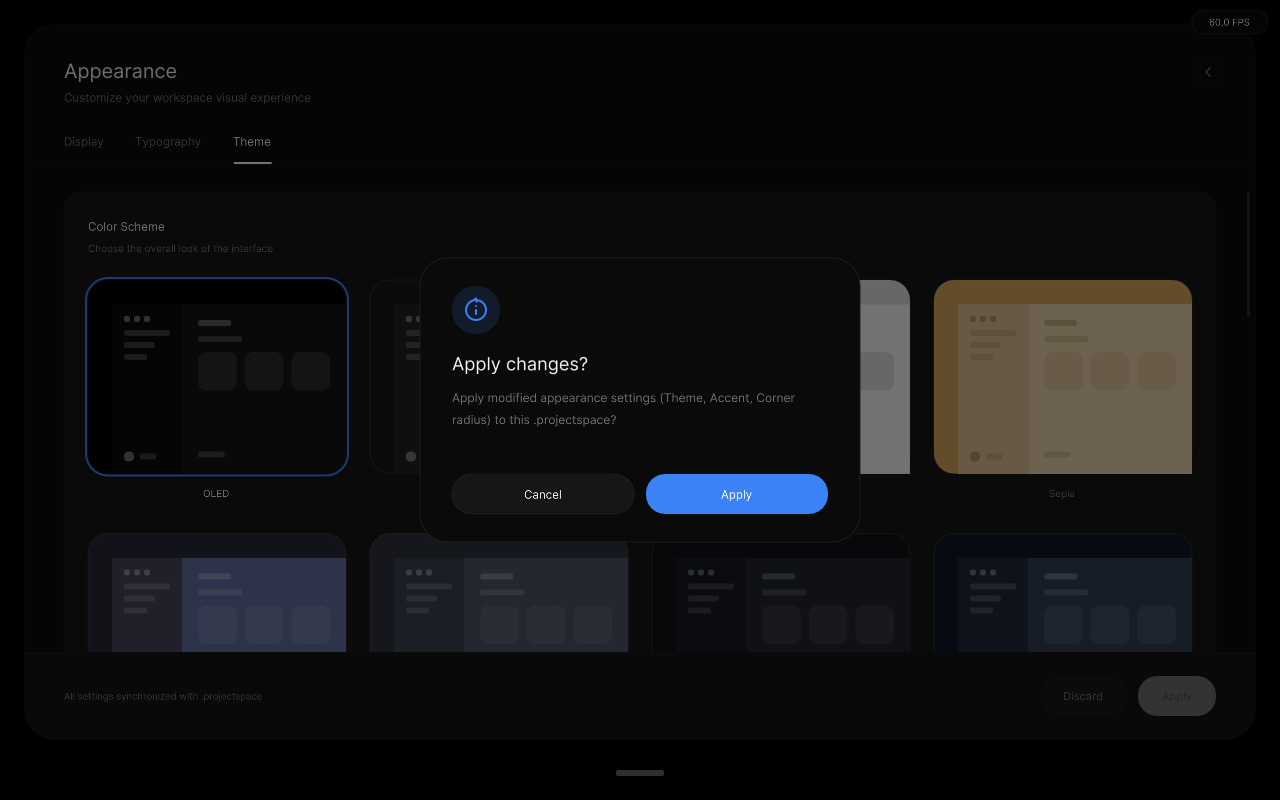 60.0 FPS
Appearance
Customize your workspace visual experience
Display
Typography
Theme
Color Scheme
Choose the overall look of the interface
Apply changes?
Apply modified appearance settings (Theme, Accent, Corner
radius) to this .projectspace?
Cancel
Apply
OLED
Sepia
All settings synchronized with .projectspace
Discard
Apply